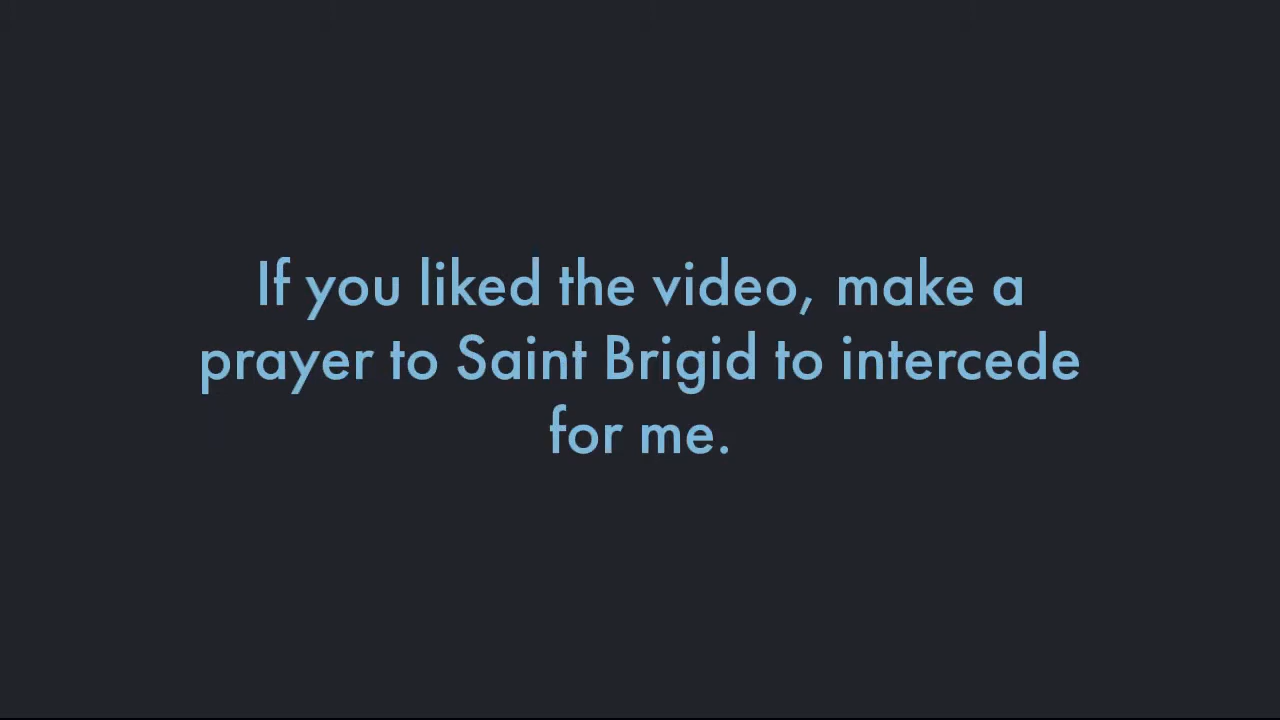 If you liked the video, make a
prayer to Saint Brigid to intercede
for me.